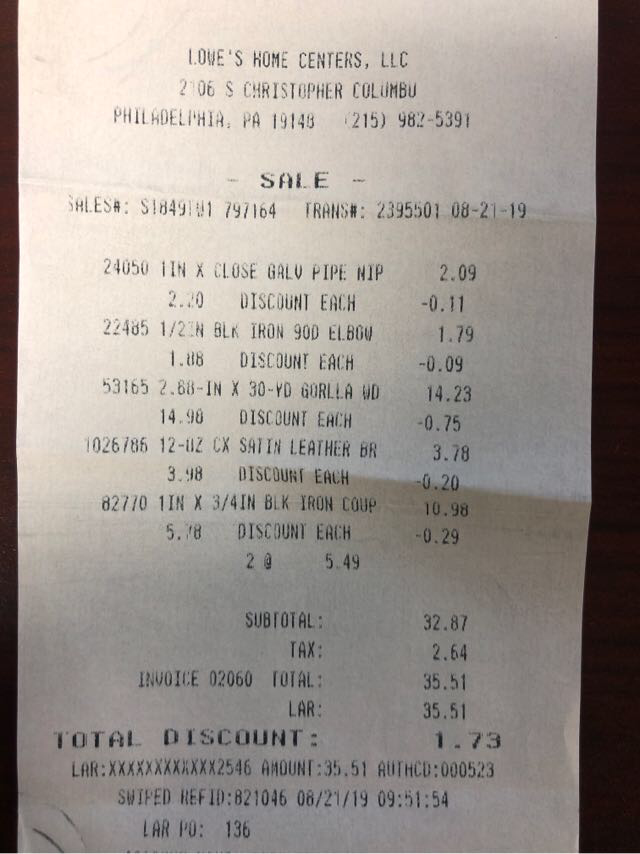 LOWE'S HOME CENTERS, LLC
2106 S CHRISTOPHER COLUMBU
PHILADELPHIA, PA 19148 (215) 982-5391
- SALE -
SALES#: 797164 TRANS#: 2395501 08-21-19
24050 1IN X CLOSE GALV PIPE NIP 2.09
2.20 DISCOUNT EACH -0.11
22485 1/2IN BLK IRON 90D ELBOW 1.79
1.88 DISCOUNT EACH -0.09
53165 2.88-IN X 30-YD GORLLA WD 14.23
14.98 DISCOUNT EACH -0.75
1026786 12-OZ CX SATIN LEATHER BR 3.78
3.98 DISCOUNT EACH -0.20
82770 1IN X 3/4IN BLK IRON COUP 10.98
5.78 DISCOUNT EACH -0.29
2 @ 5.49
SUBTOTAL: 32.87
TAX: 2.64
INVOICE 02060 TOTAL: 35.51
LAR: 35.51
TOTAL DISCOUNT: 1.73
LAR:XXXXXXXXXXXX2546 AMOUNT:35.51 AUTHCD:000523
SWIPED REFID:821046 08/21/19 09:51:54
LAR PO: 136